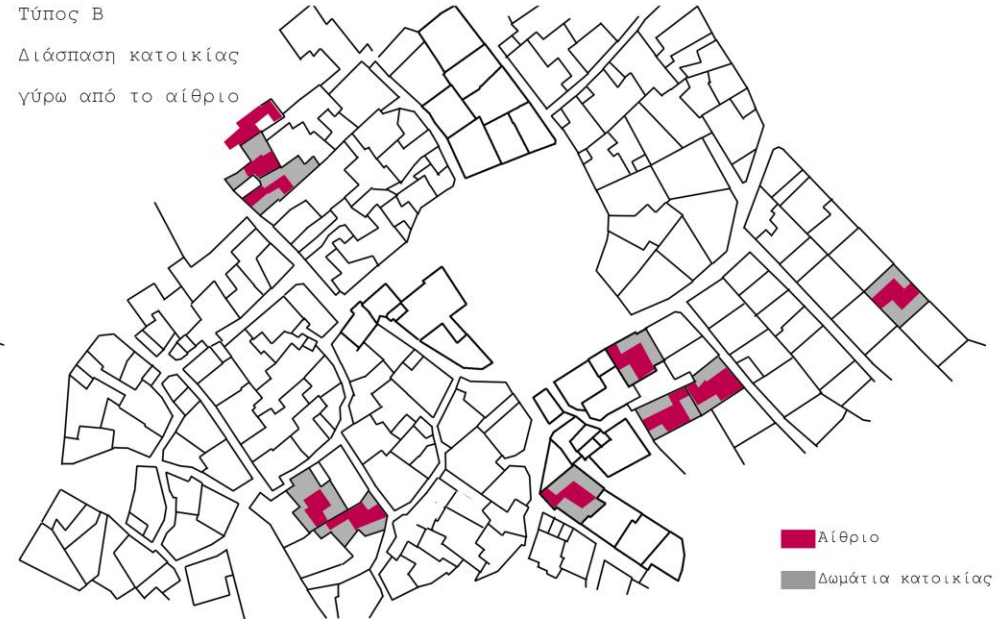 Τύπος Β
Διάσπαση κατοικίας
γύρω από το αίθριο
Αίθριο
Δωμάτια κατοικίας